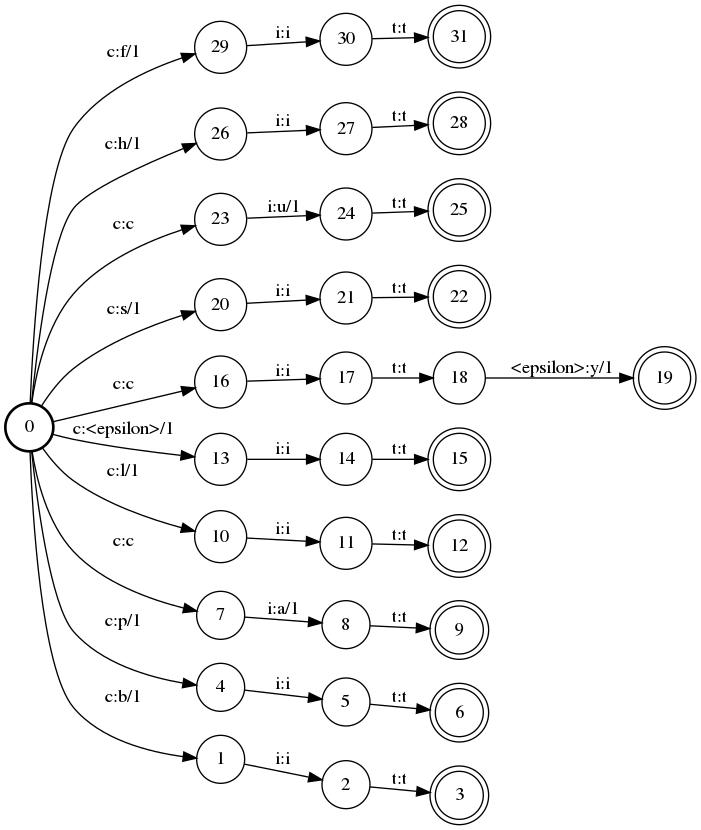 c:f/1 29 i:i 30 t:t 31
c:h/1 26 i:i 27 t:t 28
c:c 23 i:u/1 24 t:t 25
c:s/1 20 i:i 21 t:t 22
c:c 16 i:i 17 t:t 18 <epsilon>:y/1 19
0 c:<epsilon>/1 13 i:i 14 t:t 15
c:l/1 10 i:i 11 t:t 12
c:c 7 i:a/1 8 t:t 9
c:p/1 4 i:i 5 t:t 6
c:b/1 1 i:i 2 t:t 3